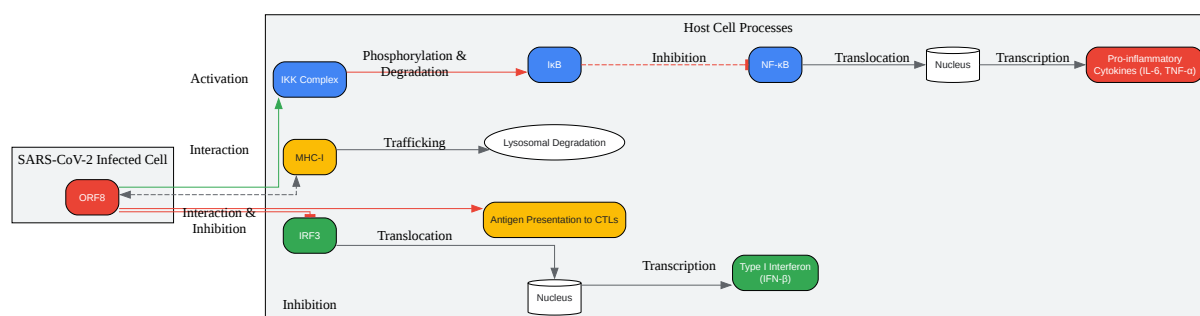 Host Cell Processes
Phosphorylation &
Degradation
Activation
IKK Complex
IκB
Inhibition
NF-κB
Translocation
Nucleus
Transcription
Pro-inflammatory
Cytokines (IL-6, TNF-α)
Interaction
MHC-I
Trafficking
Lysosomal Degradation
SARS-CoV-2 Infected Cell
ORF8
Interaction &
Inhibition
Antigen Presentation to CTLs
IRF3
Translocation
Transcription
Type I Interferon
(IFN-β)
Nucleus
Inhibition